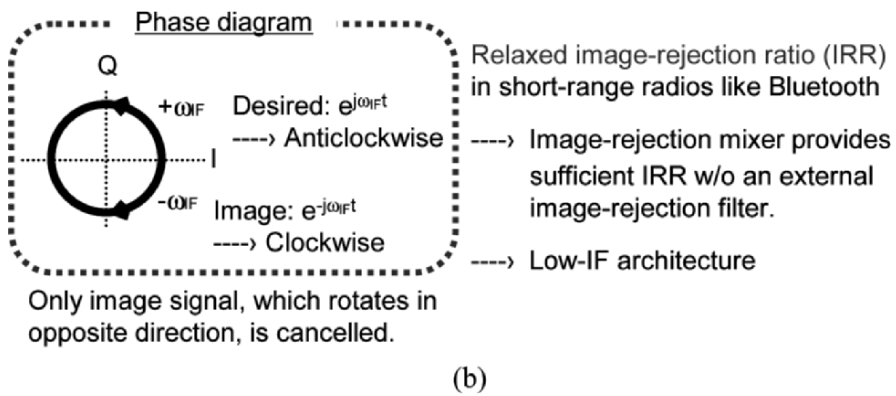 Phase diagram
Q
+ωIF
Desired: e^jωIFt
----› Anticlockwise
I
-ωIF
Image: e^-jωIFt
----› Clockwise
Only image signal, which rotates in
opposite direction, is cancelled.
Relaxed image-rejection ratio (IRR)
in short-range radios like Bluetooth
----› Image-rejection mixer provides
sufficient IRR w/o an external
image-rejection filter.
----› Low-IF architecture
(b)